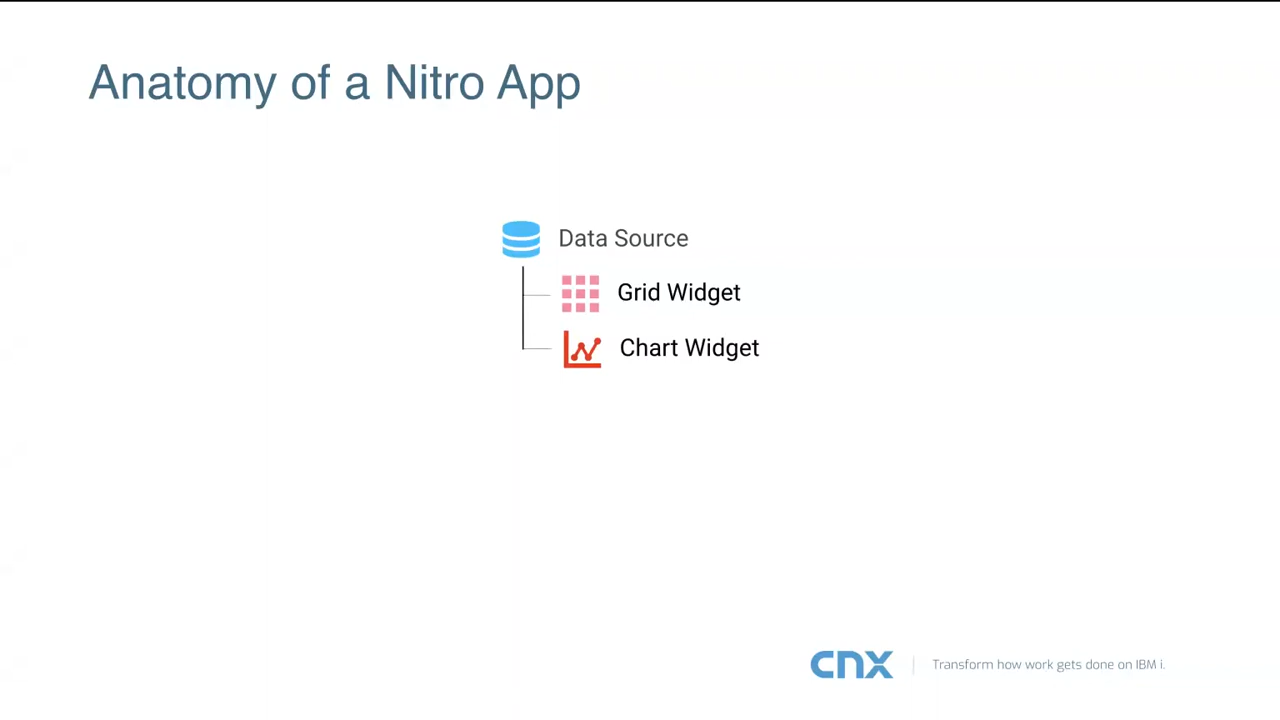 Anatomy of a Nitro App
Data Source
Grid Widget
Chart Widget
cnx
Transform how work gets done on IBM i.